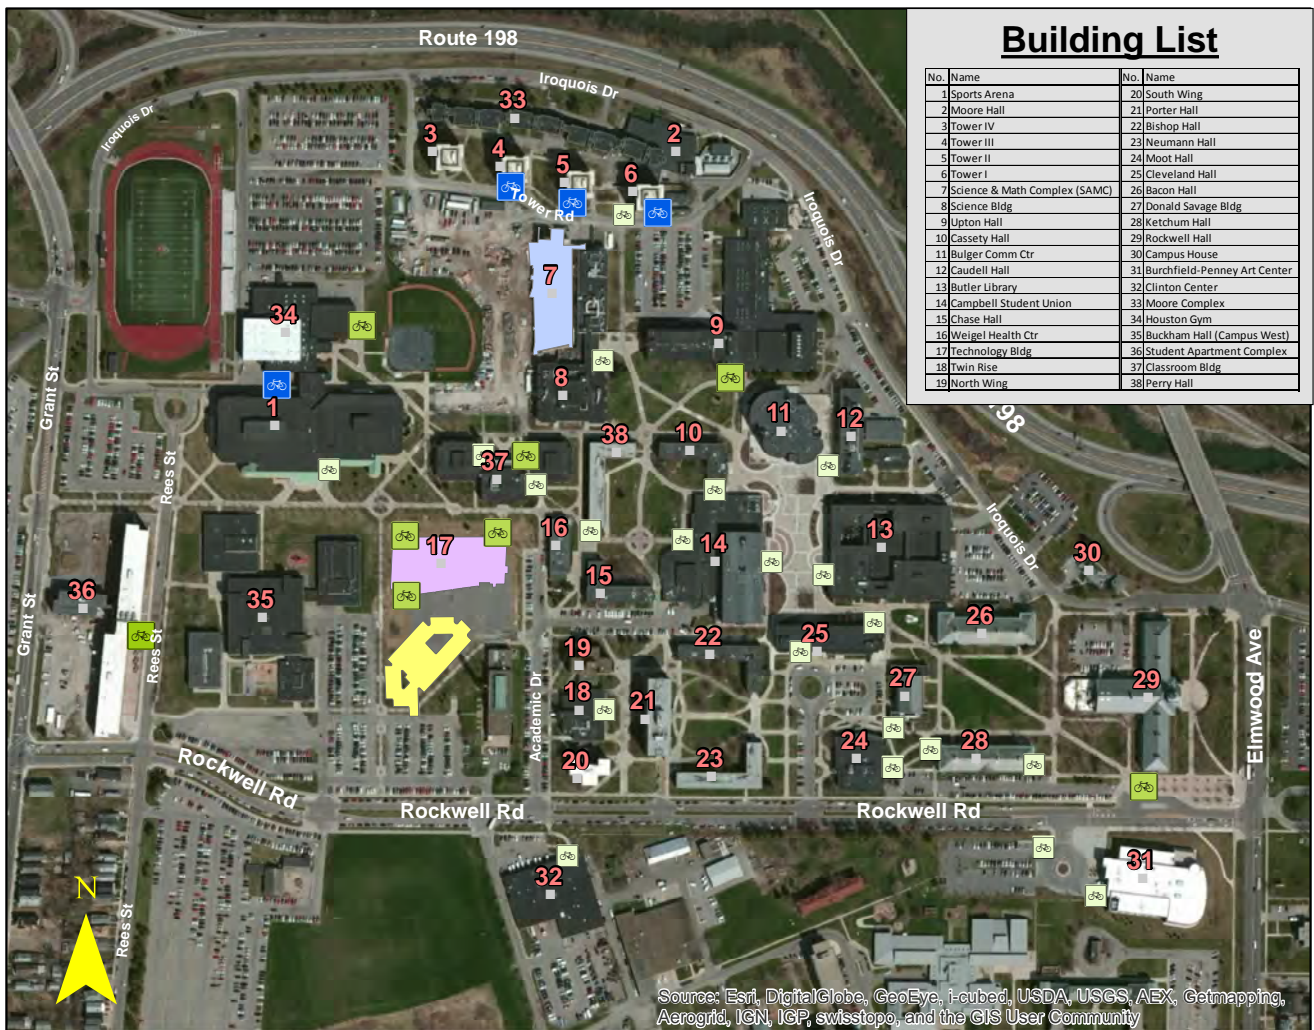 Route 198
Building List
No. Name No. Name
1 Sports Arena 20 South Wing
2 Moore Hall 21 Porter Hall
3 Tower IV 22 Bishop Hall
4 Tower III 23 Neumann Hall
5 Tower II 24 Moot Hall
6 Tower I 25 Cleveland Hall
7 Science & Math Complex (SAMC) 26 Bacon Hall
8 Science Bldg 27 Donald Savage Bldg
9 Upton Hall 28 Ketchum Hall
10 Cassety Hall 29 Rockwell Hall
11 Bulger Comm Ctr 30 Campus House
12 Caudell Hall 31 Burchfield-Penney Art Center
13 Butler Library 32 Clinton Center
14 Campbell Student Union 33 Moore Complex
15 Chase Hall 34 Houston Gym
16 Weigel Health Ctr 35 Buckham Hall (Campus West)
17 Technology Bldg 36 Student Apartment Complex
18 Twin Rise 37 Classroom Bldg
19 North Wing 38 Perry Hall
Iroquois Dr
Iroquois Dr
33
3
2
4
5
6
Tower Rd
Iroquois Dr
7
34
9
Grant St
8
1
11
12
198
38
10
37
Rees St
Iroquois Dr
16
17
14
13
30
15
36
35
Grant St
26
Rees St
22
25
19
Elmwood Ave
18
21
27
29
Academic Dr
24
28
20
23
Rockwell Rd
Rockwell Rd
Rockwell Rd
31
32
N
Rees St
Source: Esri, DigitalGlobe, GeoEye, i-cubed, USDA, USGS, AEX, Getmapping,
Aerogrid, IGN, IGP, swisstopo, and the GIS User Community